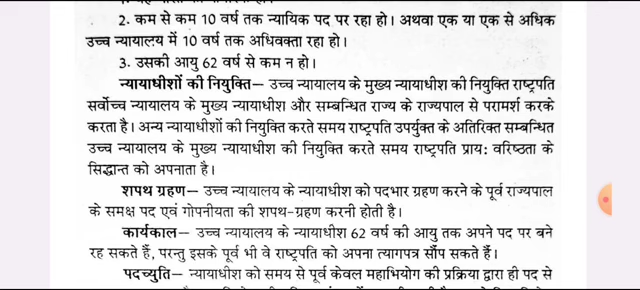 2. कम से कम 10 वर्ष तक न्यायिक पद पर रहा हो। अथवा एक या एक से अधिक
उच्च न्यायालय में 10 वर्ष तक अधिवक्ता रहा हो।
3. उसकी आयु 62 वर्ष से कम न हो।
न्यायाधीशों की नियुक्ति— उच्च न्यायालय के मुख्य न्यायाधीश की नियुक्ति राष्ट्रपति
सर्वोच्च न्यायालय के मुख्य न्यायाधीश और सम्बन्धित राज्य के राज्यपाल से परामर्श करके
करता है। अन्य न्यायाधीशों की नियुक्ति करते समय राष्ट्रपति उपर्युक्त के अतिरिक्त सम्बन्धित
उच्च न्यायालय के मुख्य न्यायाधीश की नियुक्ति करते समय राष्ट्रपति प्राय: वरिष्ठता के
सिद्धान्त को अपनाता है।
शपथ ग्रहण— उच्च न्यायालय के न्यायाधीश को पदभार ग्रहण करने के पूर्व राज्यपाल
के समक्ष पद एवं गोपनीयता की शपथ-ग्रहण करनी होती है।
कार्यकाल— उच्च न्यायालय के न्यायाधीश 62 वर्ष की आयु तक अपने पद पर बने
रह सकते हैं, परन्तु इसके पूर्व भी वे राष्ट्रपति को अपना त्यागपत्र सौंप सकते हैं।
पदच्युति— न्यायाधीश को समय से पूर्व केवल महाभियोग की प्रक्रिया द्वारा ही पद से